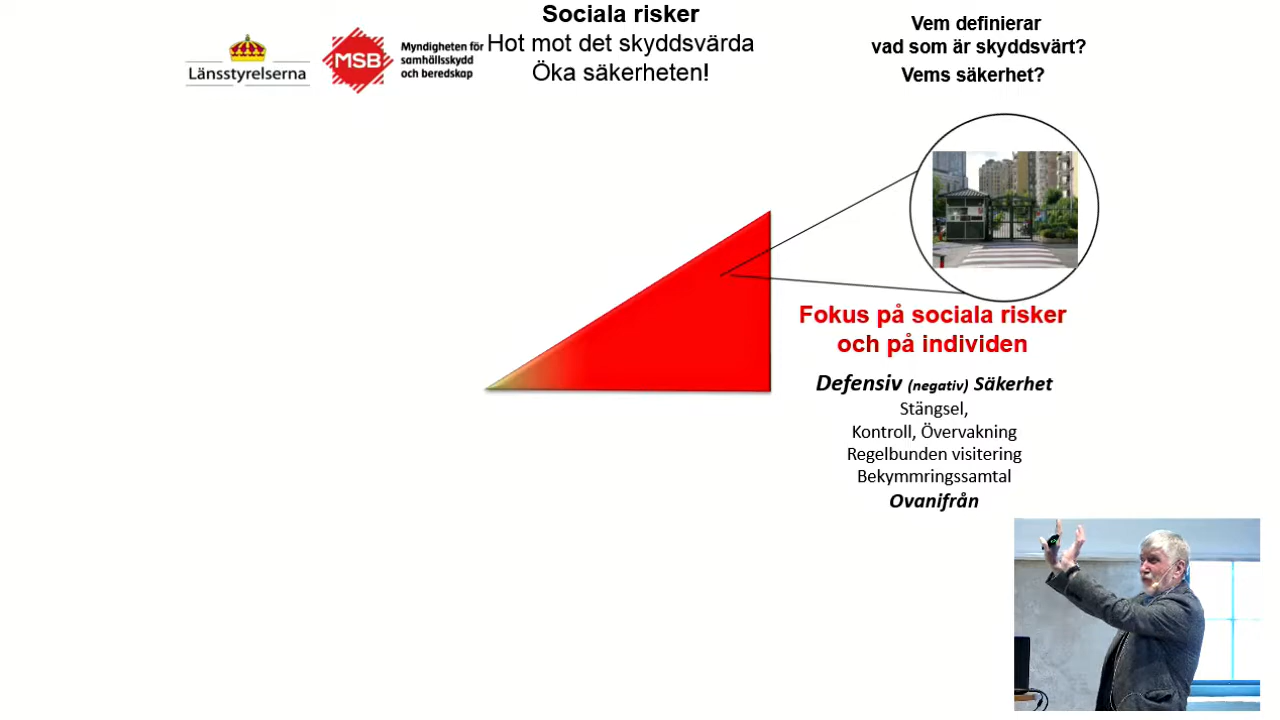 Sociala risker
Hot mot det skyddsvärda
Öka säkerheten!
Länsstyrelserna
MSB
Myndigheten för
samhällsskydd
och beredskap
Vem definierar
vad som är skyddsvärt?
Vems säkerhet?
Fokus på sociala risker
och på individen
Defensiv (negativ) Säkerhet
Stängsel,
Kontroll, Övervakning
Regelbunden visitering
Bekymmringssamtal
Ovanifrån